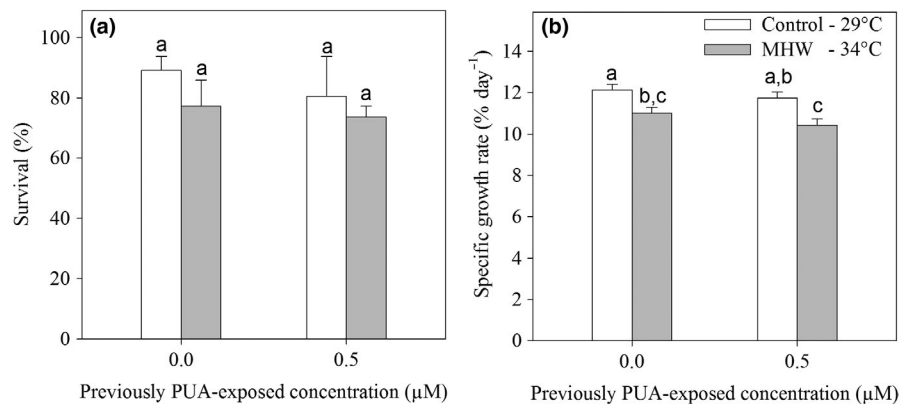 (a)
100
80
60
40
20
0
Survival (%)
a
a
a
a
0.0
0.5
Previously PUA-exposed concentration (µM)
(b)
Control - 29°C
MHW - 34°C
14
12
10
8
6
4
2
0
Specific growth rate (% day⁻¹)
a
b,c
a,b
c
0.0
0.5
Previously PUA-exposed concentration (µM)